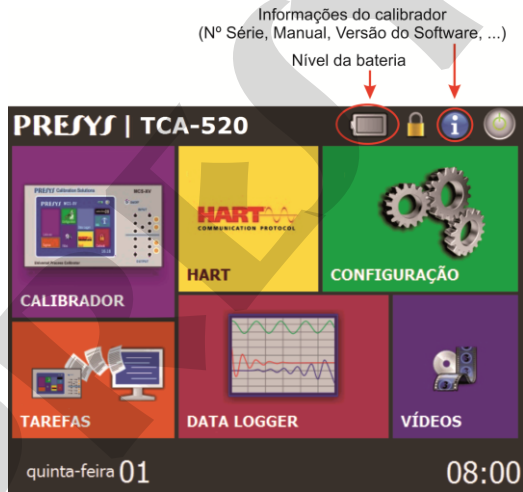 Informações do calibrador
(Nº Série, Manual, Versão do Software, ...)
Nível da bateria
PRESYS | TCA-520
PRESYS Calibration Solutions
MCS-XV
HART
COMMUNICATION PROTOCOL
CALIBRADOR
HART
CONFIGURAÇÃO
TAREFAS
DATA LOGGER
VÍDEOS
quinta-feira 01
08:00